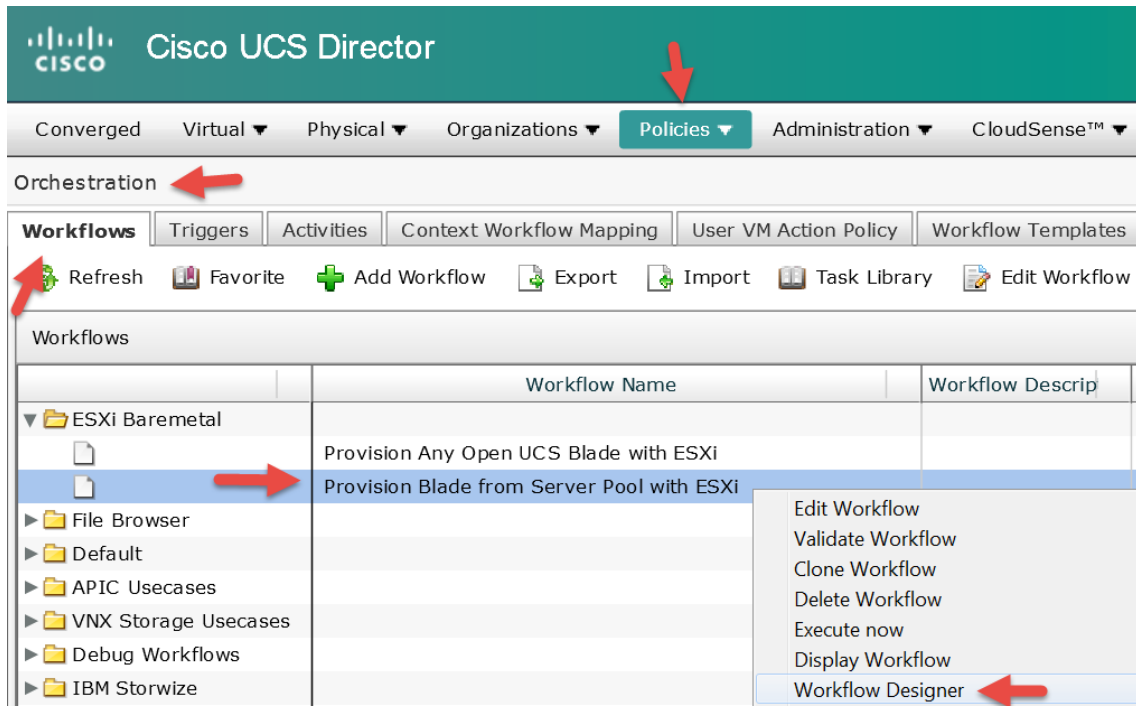 CISCO Cisco UCS Director
Converged Virtual Physical Organizations Policies Administration CloudSense™
Orchestration
Workflows Triggers Activities Context Workflow Mapping User VM Action Policy Workflow Templates
Refresh Favorite Add Workflow Export Import Task Library Edit Workflow
Workflows
Workflow Name Workflow Descrip
ESXi Baremetal
Provision Any Open UCS Blade with ESXi
Provision Blade from Server Pool with ESXi
File Browser
Default
APIC Usecases
VNX Storage Usecases
Debug Workflows
IBM Storwize
Edit Workflow
Validate Workflow
Clone Workflow
Delete Workflow
Execute now
Display Workflow
Workflow Designer